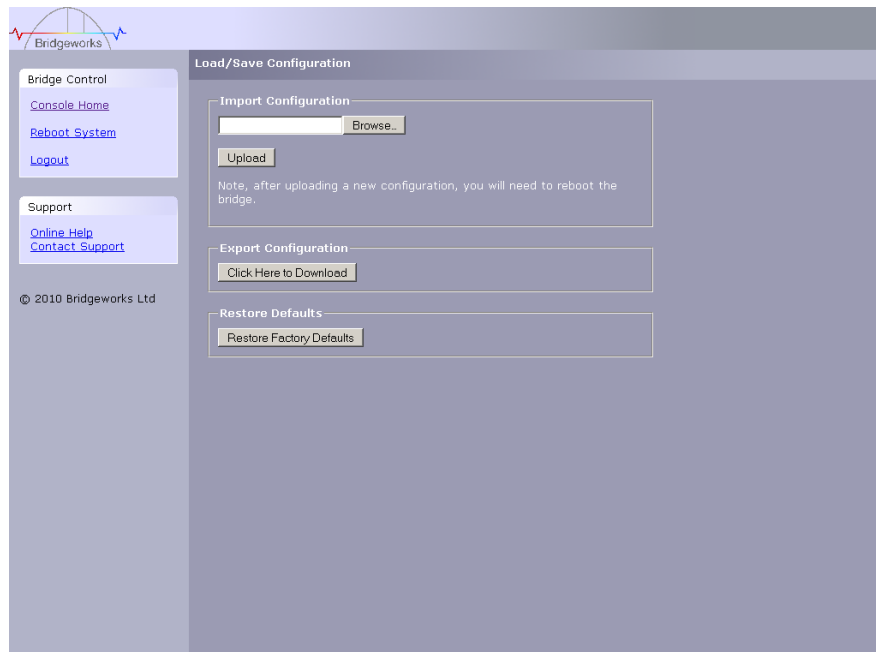 Bridgeworks
Load/Save Configuration
Bridge Control
Console Home
Reboot System
Logout
Support
Online Help
Contact Support
© 2010 Bridgeworks Ltd
Import Configuration
Browse...
Upload
Note, after uploading a new configuration, you will need to reboot the
bridge.
Export Configuration
Click Here to Download
Restore Defaults
Restore Factory Defaults